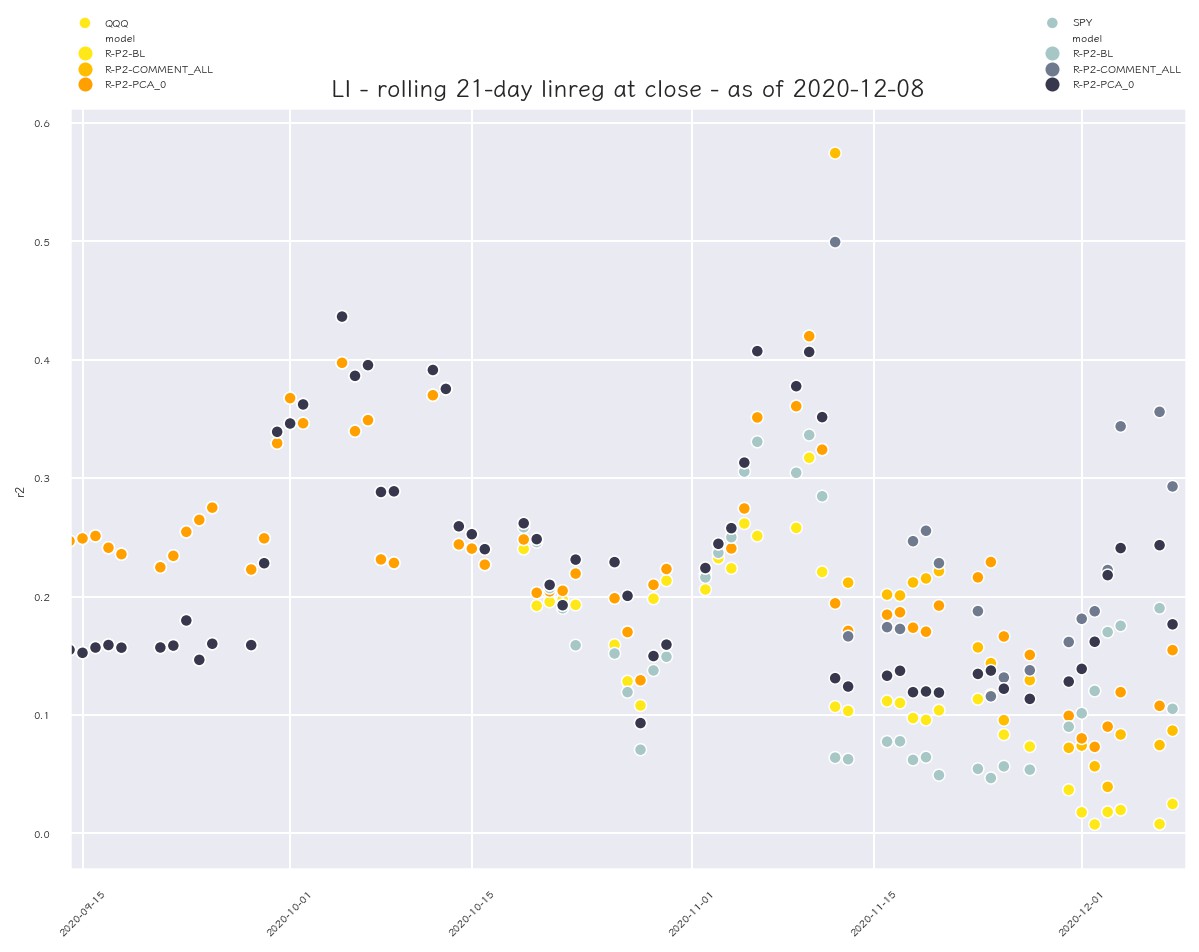 QQQ
model
R-P2-BL
R-P2-COMMENT_ALL
R-P2-PCA_0
SPY
model
R-P2-BL
R-P2-COMMENT_ALL
R-P2-PCA_0
LI - rolling 21-day linreg at close - as of 2020-12-08
0.6
0.5
0.4
0.3
0.2
0.1
0.0
r2
2020-09-15
2020-10-01
2020-10-15
2020-11-01
2020-11-15
2020-12-01